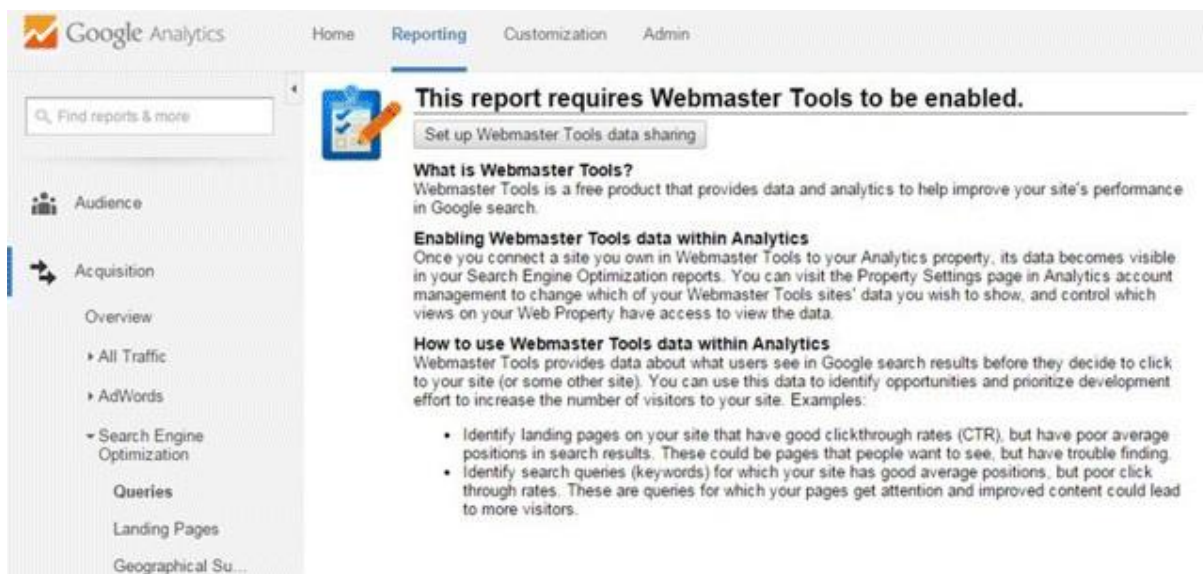 Google Analytics
Home Reporting Customization Admin
Find reports & more
Audience
Acquisition
Overview
All Traffic
AdWords
Search Engine
Optimization
Queries
Landing Pages
Geographical Su...
This report requires Webmaster Tools to be enabled.
Set up Webmaster Tools data sharing
What is Webmaster Tools?
Webmaster Tools is a free product that provides data and analytics to help improve your site's performance
in Google search.
Enabling Webmaster Tools data within Analytics
Once you connect a site you own in Webmaster Tools to your Analytics property, its data becomes visible
in your Search Engine Optimization reports. You can visit the Property Settings page in Analytics account
management to change which of your Webmaster Tools sites' data you wish to show, and control which
views on your Web Property have access to view the data.
How to use Webmaster Tools data within Analytics
Webmaster Tools provides data about what users see in Google search results before they decide to click
to your site (or some other site). You can use this data to identify opportunities and prioritize development
effort to increase the number of visitors to your site. Examples:
• Identify landing pages on your site that have good clickthrough rates (CTR), but have poor average
positions in search results. These could be pages that people want to see, but have trouble finding.
• Identify search queries (keywords) for which your site has good average positions, but poor click
through rates. These are queries for which your pages get attention and improved content could lead
to more visitors.